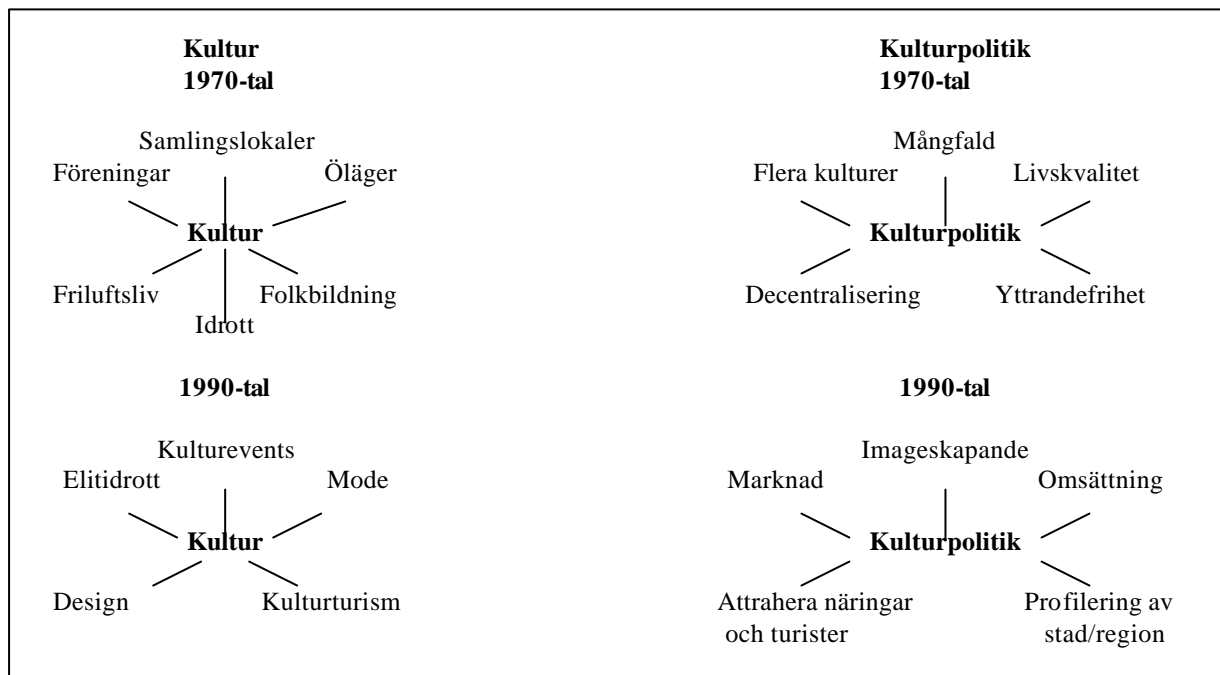 Kultur
1970-tal
Samlingslokaler
Föreningar
Öläger
Kultur
Friluftsliv
Folkbildning
Idrott
Kulturpolitik
1970-tal
Mångfald
Flera kulturer
Livskvalitet
Kulturpolitik
Decentralisering
Yttrandefrihet
1990-tal
Kulturevents
Elitidrott
Mode
Kultur
Design
Kulturturism
1990-tal
Imageskapande
Marknad
Omsättning
Kulturpolitik
Attrahera näringar
och turister
Profilering av
stad/region